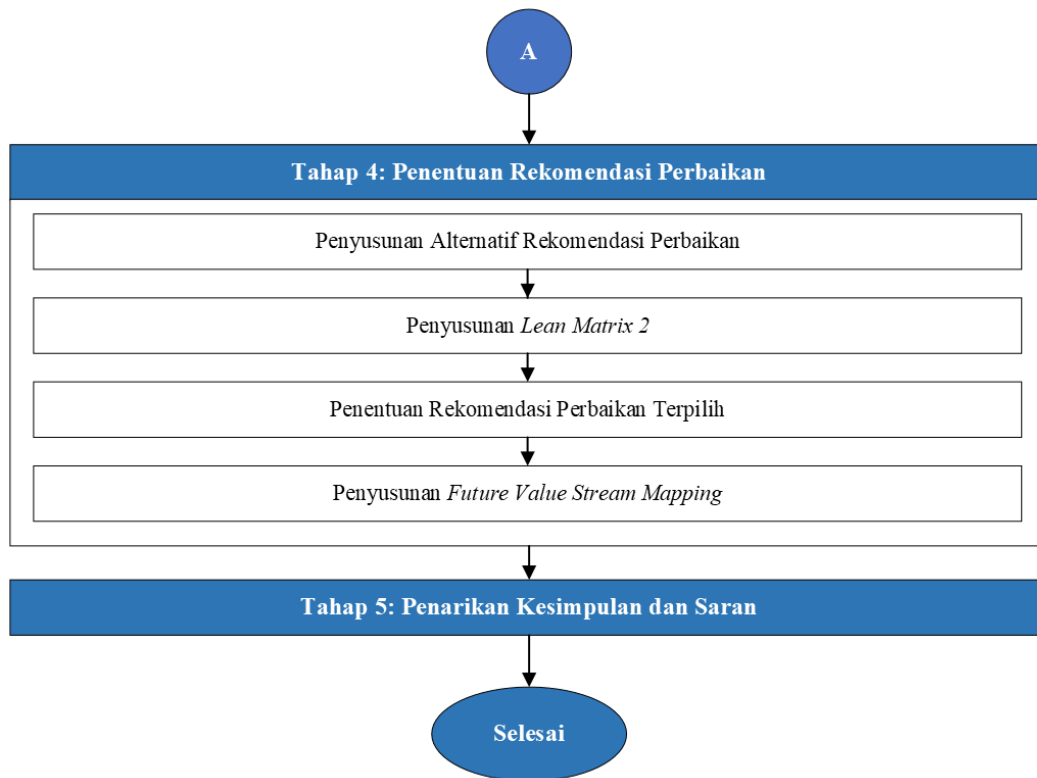 A
Tahap 4: Penentuan Rekomendasi Perbaikan
Penyusunan Alternatif Rekomendasi Perbaikan
Penyusunan Lean Matrix 2
Penentuan Rekomendasi Perbaikan Terpilih
Penyusunan Future Value Stream Mapping
Tahap 5: Penarikan Kesimpulan dan Saran
Selesai